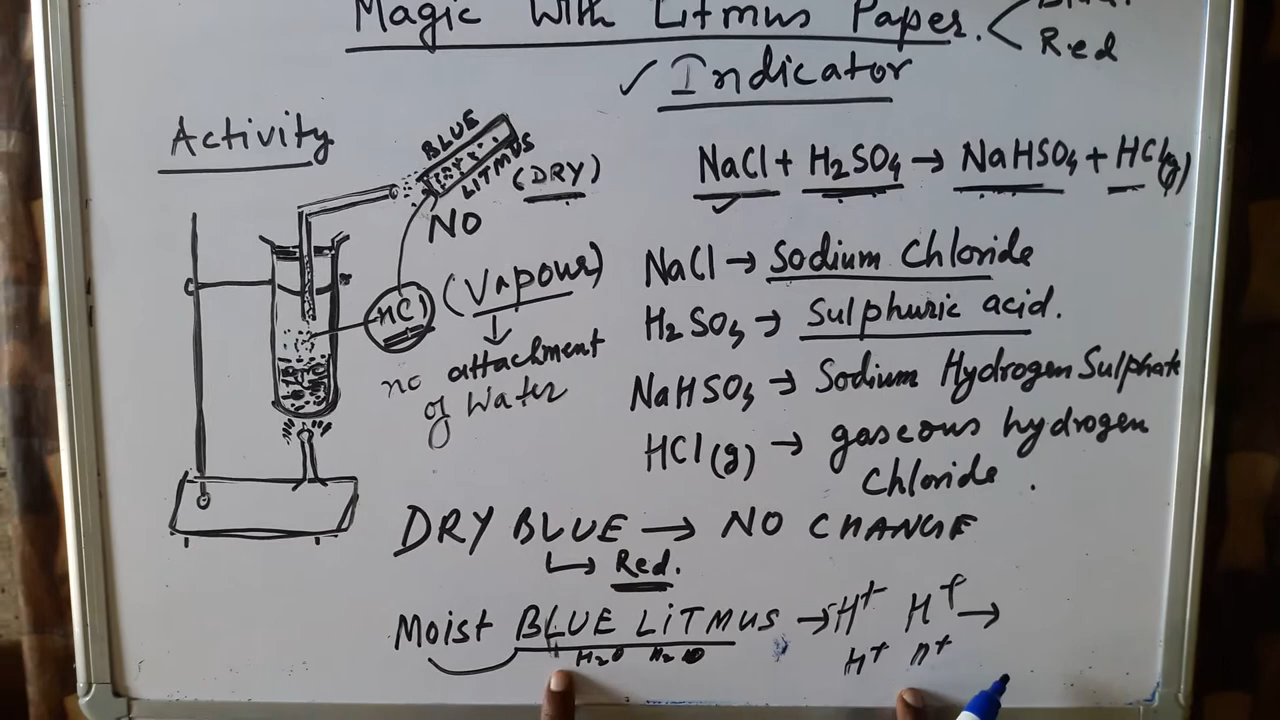 Magic With Litmus Paper.
Red
✓ Indicator
Activity
BLUE
LITMUS
(DRY)
NO
HCl
(Vapour)
↓
no attachment
of Water
NaCl + H2SO4 → NaHSO4 + HCl(g)
NaCl → Sodium Chloride
H2SO4 → Sulphuric acid.
NaHSO4 → Sodium Hydrogen Sulphate
HCl(g) → gaseous hydrogen
Chloride.
DRY BLUE → NO CHANGE
↳ Red.
Moist BLUE LiTMUS → H+ H+ →
H2O H2O H+ H+